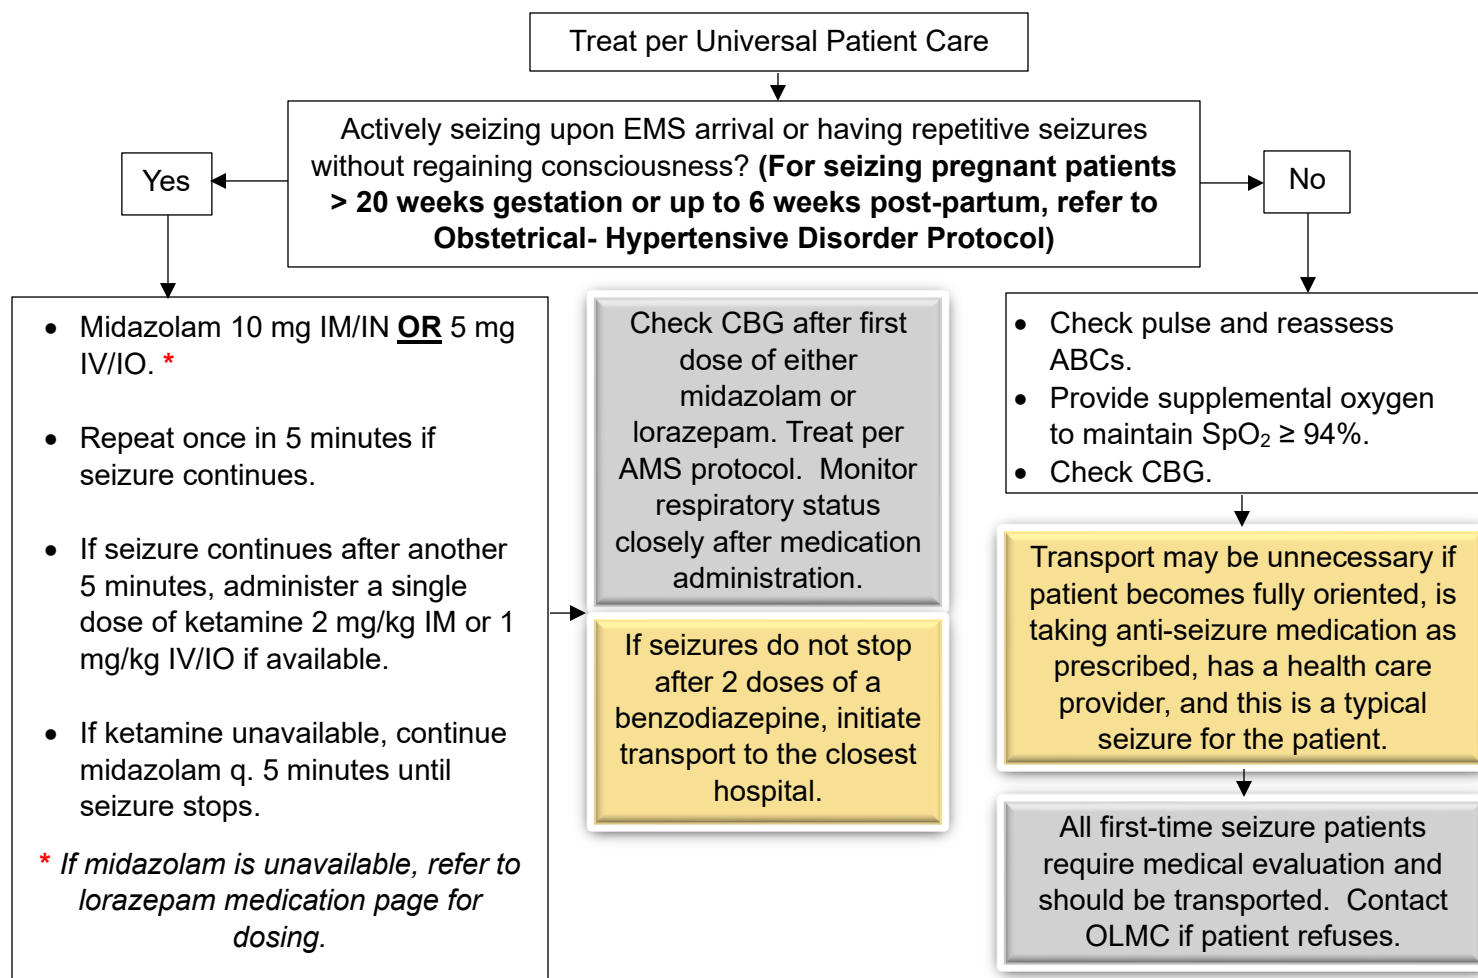 Treat per Universal Patient Care
Actively seizing upon EMS arrival or having repetitive seizures
without regaining consciousness? (For seizing pregnant patients
> 20 weeks gestation or up to 6 weeks post-partum, refer to
Obstetrical- Hypertensive Disorder Protocol)
Yes
No
• Midazolam 10 mg IM/IN OR 5 mg
IV/IO. *
• Repeat once in 5 minutes if
seizure continues.
• If seizure continues after another
5 minutes, administer a single
dose of ketamine 2 mg/kg IM or 1
mg/kg IV/IO if available.
• If ketamine unavailable, continue
midazolam q. 5 minutes until
seizure stops.
* If midazolam is unavailable, refer to
lorazepam medication page for
dosing.
Check CBG after first
dose of either
midazolam or
lorazepam. Treat per
AMS protocol.  Monitor
respiratory status
closely after medication
administration.
If seizures do not stop
after 2 doses of a
benzodiazepine, initiate
transport to the closest
hospital.
• Check pulse and reassess
ABCs.
• Provide supplemental oxygen
to maintain SpO₂ ≥ 94%.
• Check CBG.
Transport may be unnecessary if
patient becomes fully oriented, is
taking anti-seizure medication as
prescribed, has a health care
provider, and this is a typical
seizure for the patient.
All first-time seizure patients
require medical evaluation and
should be transported.  Contact
OLMC if patient refuses.